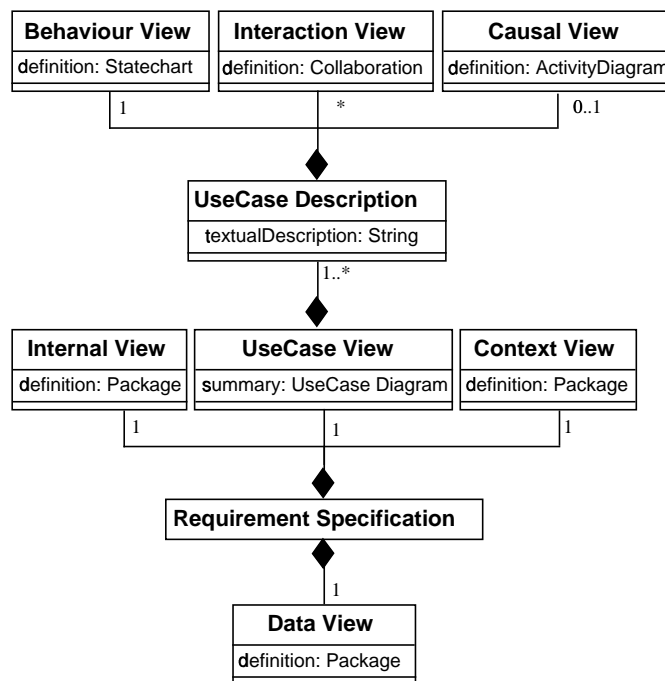 Behaviour View
definition: Statechart
Interaction View
definition: Collaboration
Causal View
definition: ActivityDiagram
1
*
0..1
UseCase Description
textualDescription: String
1..*
Internal View
definition: Package
UseCase View
summary: UseCase Diagram
Context View
definition: Package
1
1
1
Requirement Specification
1
Data View
definition: Package